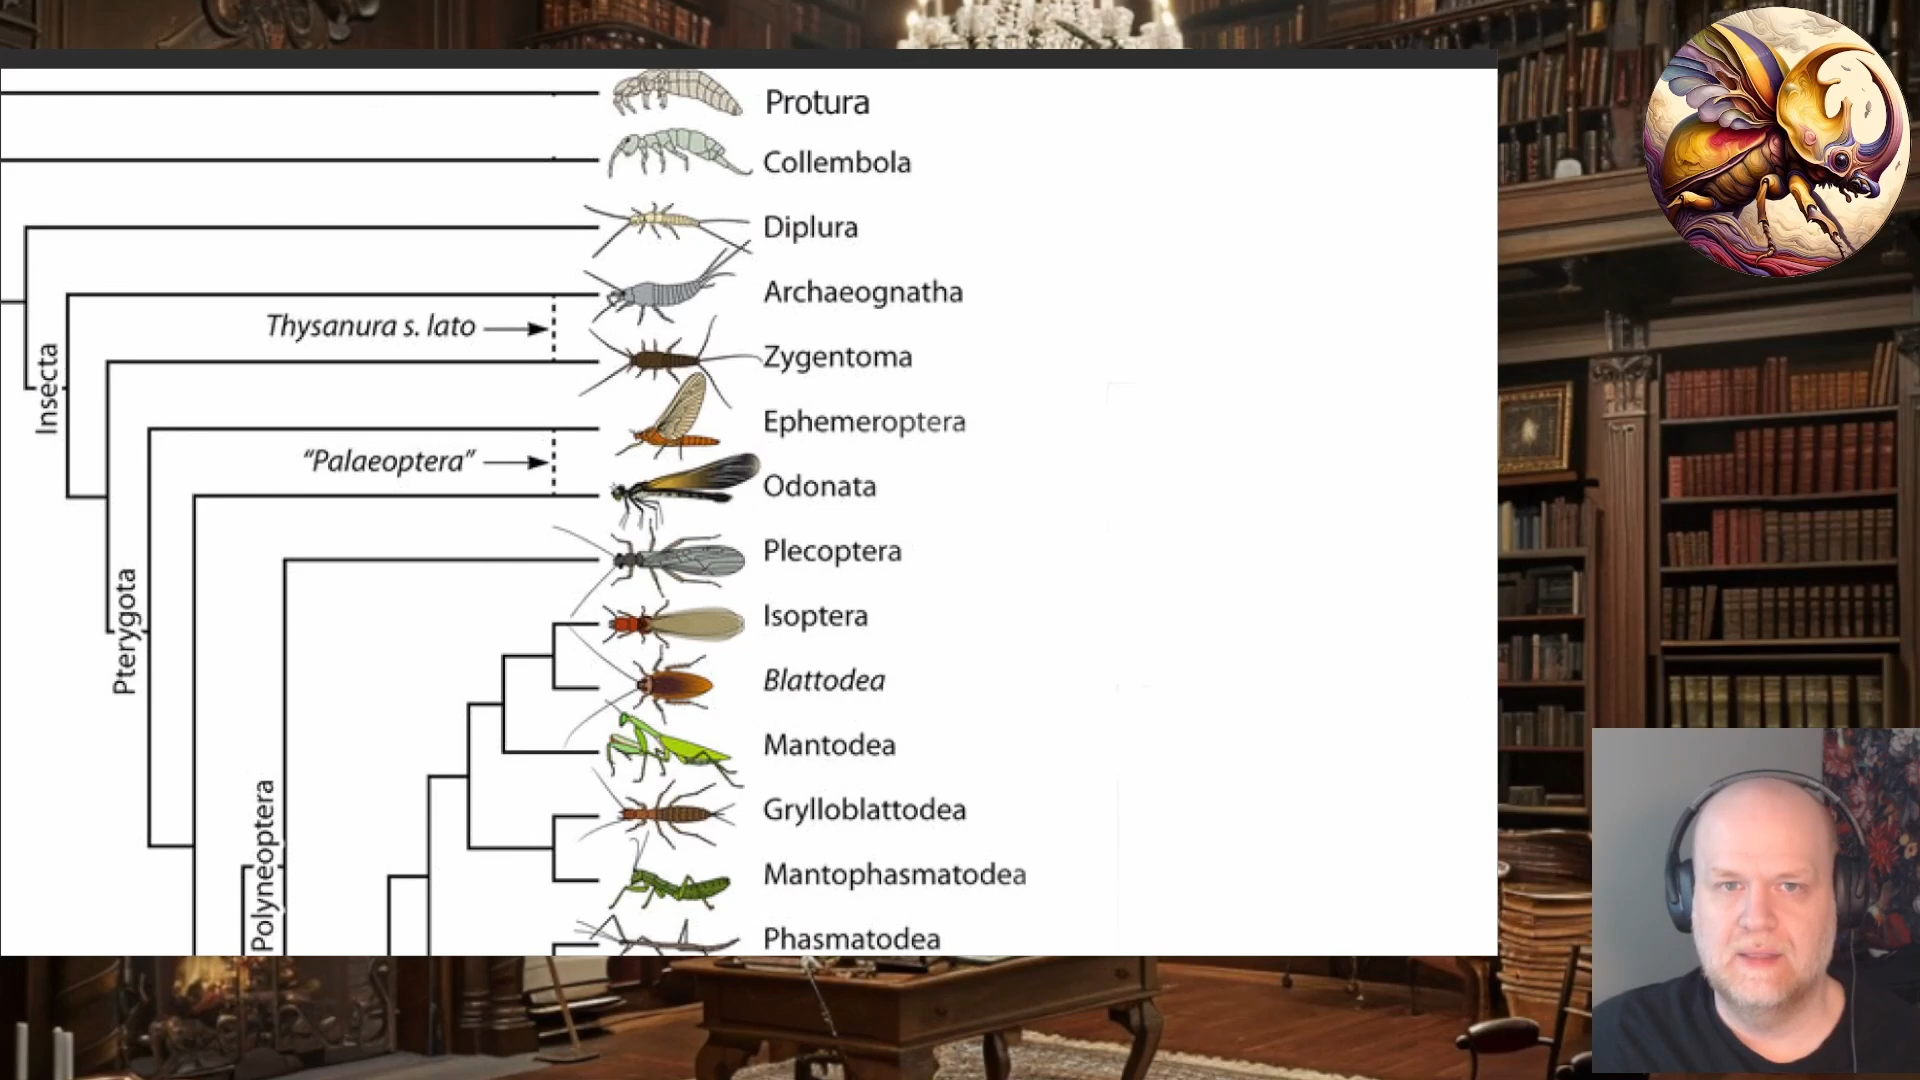 Protura
Collembola
Diplura
Archaeognatha
Thysanura s. lato
Zygentoma
Insecta
Ephemeroptera
“Palaeoptera”
Odonata
Plecoptera
Pterygota
Isoptera
Blattodea
Mantodea
Grylloblattodea
Polyneoptera
Mantophasmatodea
Phasmatodea